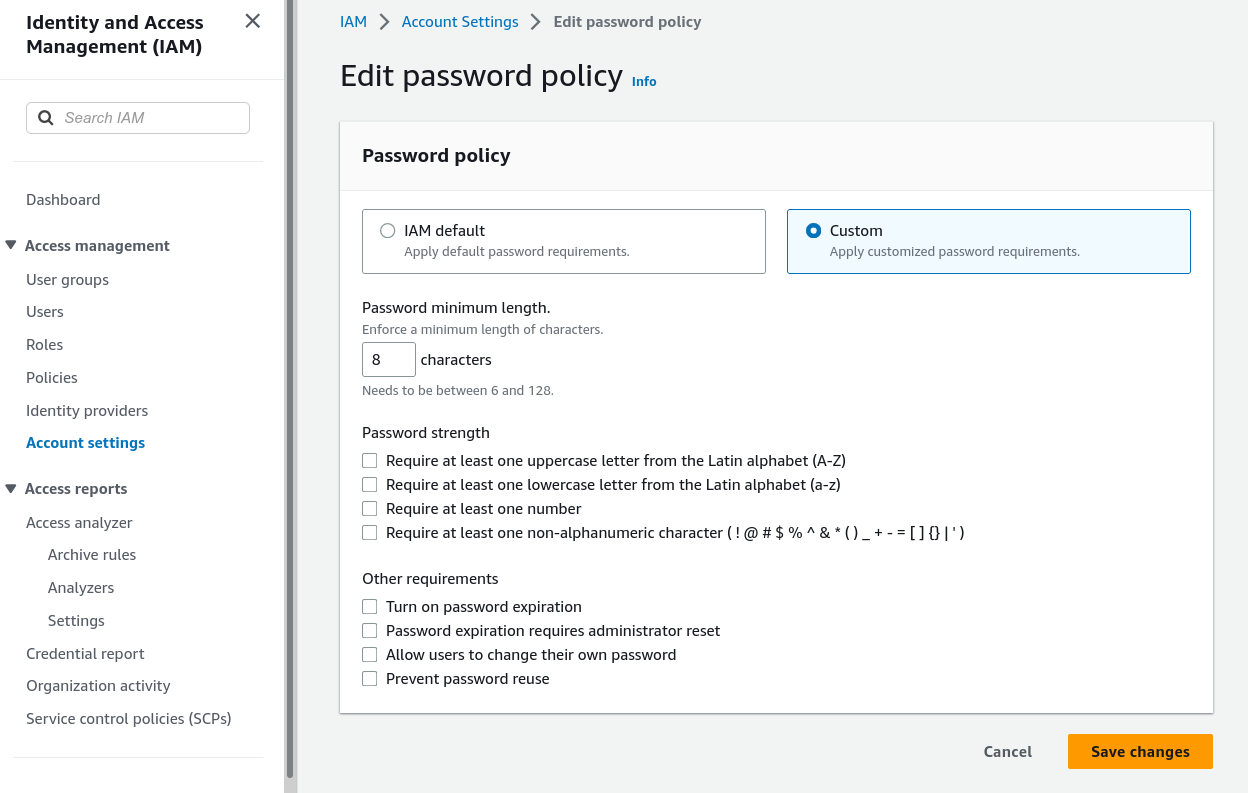 Identity and Access
Management (IAM)
Search IAM
Dashboard
Access management
User groups
Users
Roles
Policies
Identity providers
Account settings
Access reports
Access analyzer
Archive rules
Analyzers
Settings
Credential report
Organization activity
Service control policies (SCPs)
IAM > Account Settings > Edit password policy
Edit password policy Info
Password policy
IAM default
Apply default password requirements.
Custom
Apply customized password requirements.
Password minimum length.
Enforce a minimum length of characters.
8 characters
Needs to be between 6 and 128.
Password strength
Require at least one uppercase letter from the Latin alphabet (A-Z)
Require at least one lowercase letter from the Latin alphabet (a-z)
Require at least one number
Require at least one non-alphanumeric character ( ! @ # $ % ^ & * ( ) _ + - = [ ] {} | ' )
Other requirements
Turn on password expiration
Password expiration requires administrator reset
Allow users to change their own password
Prevent password reuse
Cancel
Save changes